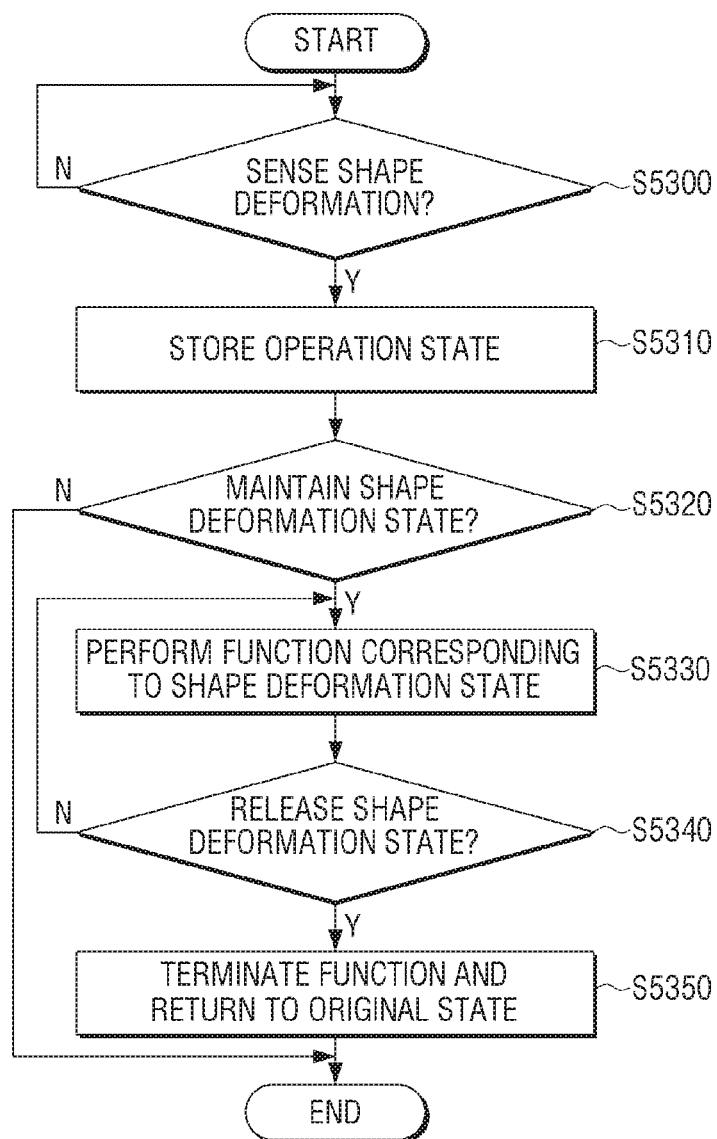 START
N
SENSE SHAPE
DEFORMATION?
S5300
Y
STORE OPERATION STATE
S5310
N
MAINTAIN SHAPE
DEFORMATION STATE?
S5320
Y
PERFORM FUNCTION CORRESPONDING
TO SHAPE DEFORMATION STATE
S5330
N
RELEASE SHAPE
DEFORMATION STATE?
S5340
Y
TERMINATE FUNCTION AND
RETURN TO ORIGINAL STATE
S5350
END